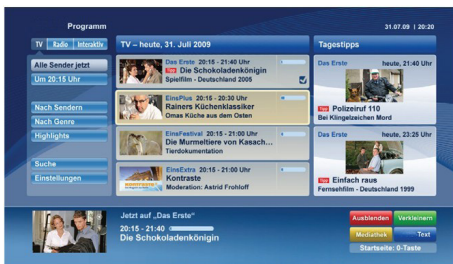 Programm
31.07.09 | 20:20
TV Radio Interaktiv
Alle Sender jetzt
Um 20:15 Uhr
Nach Sendern
Nach Genre
Highlights
Suche
Einstellungen
TV – heute, 31. Juli 2009
Das Erste 20:15 - 21:40 Uhr
Tipp Die Schokoladenkönigin
Spielfilm - Deutschland 2005
EinsPlus 20:15 - 20:30 Uhr
Rainers Küchenklassiker
Omas Küche aus dem Osten
EinsFestival 20:15 - 21:00 Uhr
Die Murmeltiere von Kasach...
Tierdokumentation
EinsExtra 20:15 - 21:00 Uhr
Kontraste
Moderation: Astrid Frohloff
KONTRASTE
Tagestipps
Das Erste heute, 21:40 Uhr
Tipp Polizeiruf 110
Bei Klingelzeichen Mord
Das Erste heute, 23:25 Uhr
Tipp Einfach raus
Fernsehfilm - Deutschland 1999
Jetzt auf „Das Erste“
20:15 - 21:40
Die Schokoladenkönigin
Ausblenden Verkleinern
Mediathek Text
Startseite: 0-Taste